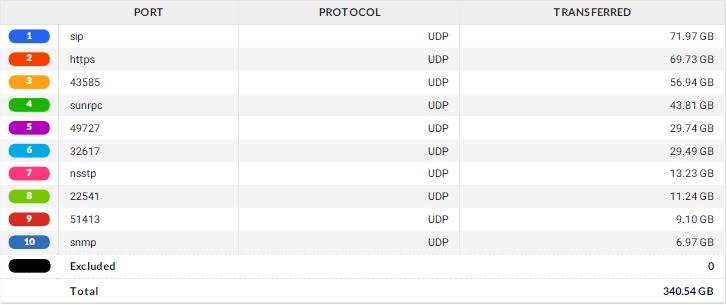 PORT PROTOCOL TRANSFERRED
1 sip UDP 71.97 GB
2 https UDP 69.73 GB
3 43585 UDP 56.94 GB
4 sunrpc UDP 43.81 GB
5 49727 UDP 29.74 GB
6 32617 UDP 29.49 GB
7 nsstp UDP 13.23 GB
8 22541 UDP 11.24 GB
9 51413 UDP 9.10 GB
10 snmp UDP 6.97 GB
Excluded 0
Total 340.54 GB